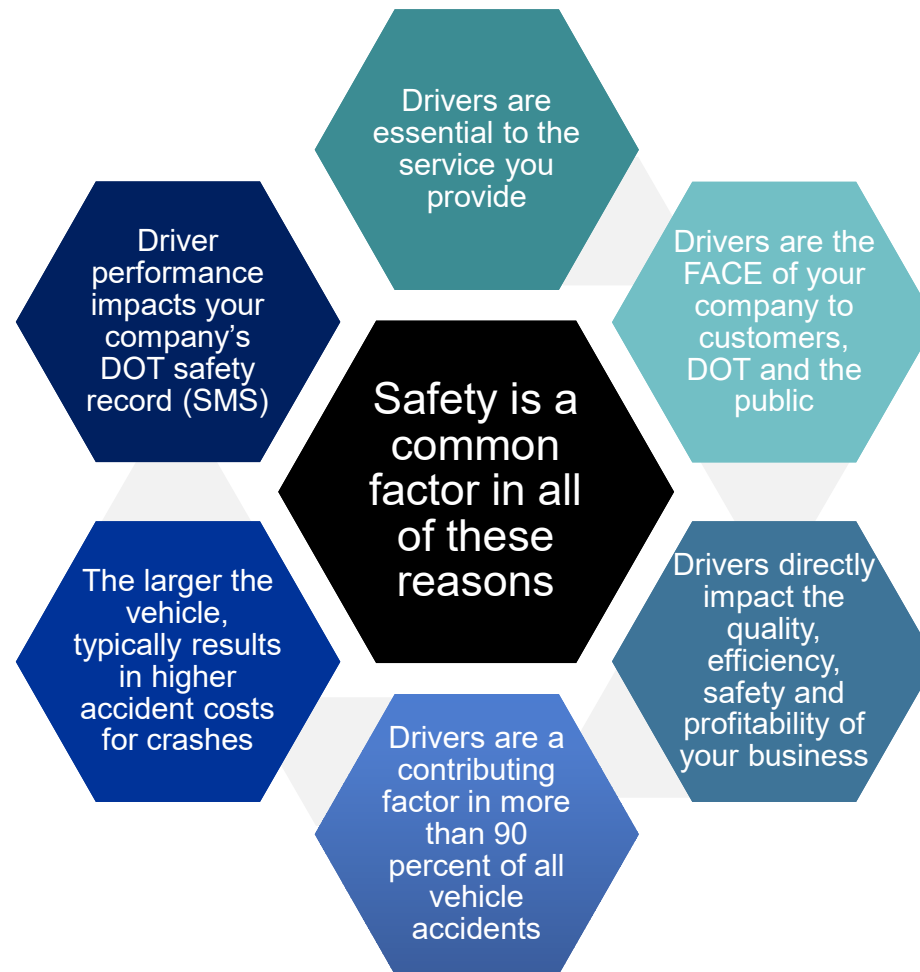 Drivers are
essential to the
service you
provide
Drivers are the
FACE of your
company to
customers,
DOT and the
public
Drivers directly
impact the
quality,
efficiency,
safety and
profitability of
your business
Drivers are a
contributing
factor in more
than 90
percent of all
vehicle
accidents
The larger the
vehicle,
typically results
in higher
accident costs
for crashes
Driver
performance
impacts your
company’s
DOT safety
record (SMS)
Safety is a
common
factor in all
of these
reasons